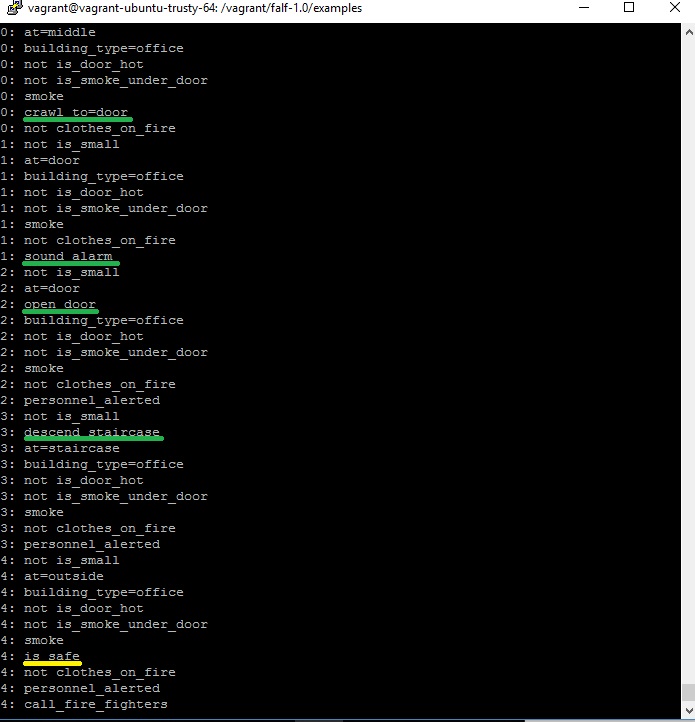 vagrant@vagrant-ubuntu-trusty-64: /vagrant/falf-1.0/examples
0: at=middle
0: building_type=office
0: not is_door_hot
0: not is_smoke_under_door
0: smoke
0: crawl_to=door
0: not clothes_on_fire
1: not is_small
1: at=door
1: building_type=office
1: not is_door_hot
1: not is_smoke_under_door
1: smoke
1: not clothes_on_fire
1: sound_alarm
2: not is_small
2: at=door
2: open_door
2: building_type=office
2: not is_door_hot
2: not is_smoke_under_door
2: smoke
2: not clothes_on_fire
2: personnel_alerted
3: not is_small
3: descend_staircase
3: at=staircase
3: building_type=office
3: not is_door_hot
3: not is_smoke_under_door
3: smoke
3: not clothes_on_fire
3: personnel_alerted
4: not is_small
4: at=outside
4: building_type=office
4: not is_door_hot
4: not is_smoke_under_door
4: smoke
4: is_safe
4: not clothes_on_fire
4: personnel_alerted
4: call_fire_fighters